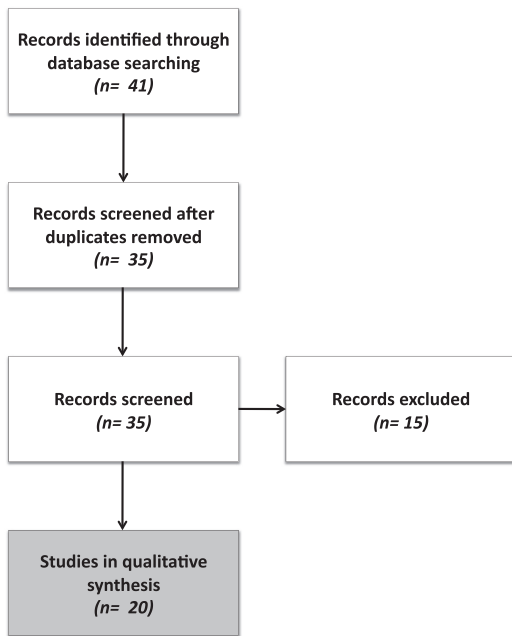 Records identified through
database searching
(n= 41)
Records screened after
duplicates removed
(n= 35)
Records screened
(n= 35)
Records excluded
(n= 15)
Studies in qualitative
synthesis
(n= 20)